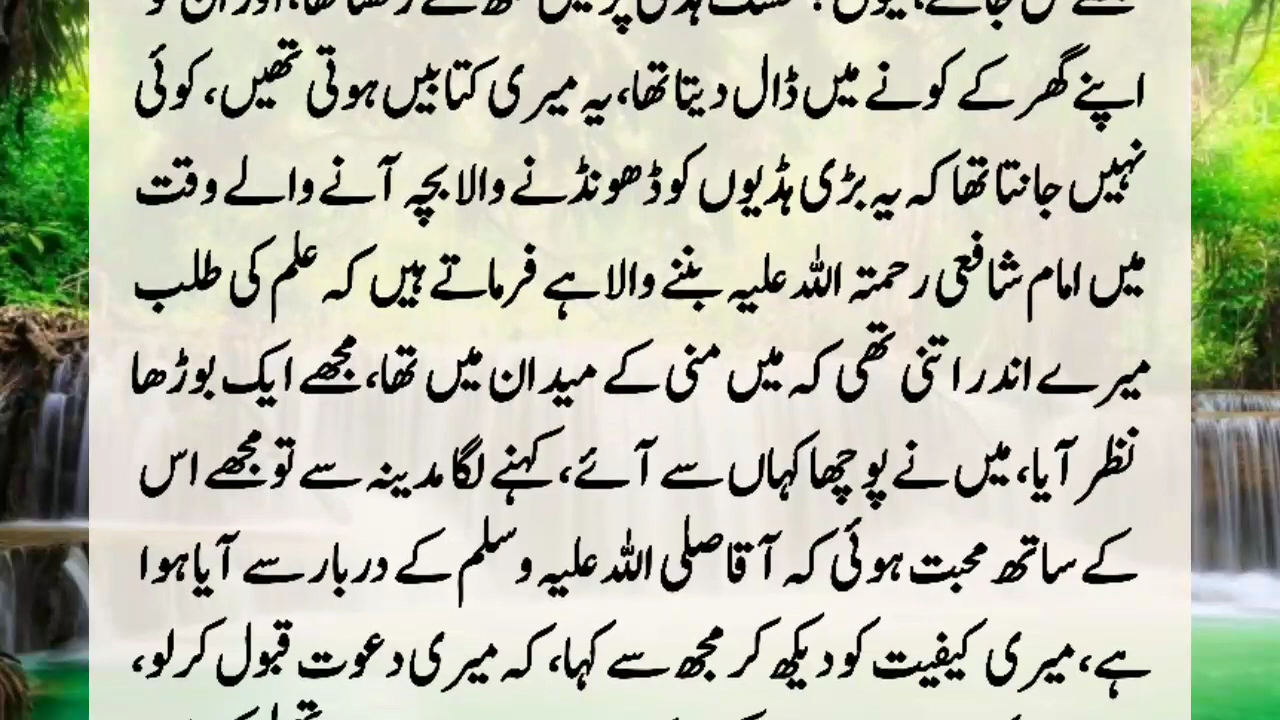 اپنے گھر کے کونے میں ڈال دیتا تھا، یہ میری کتابیں ہوتی تھیں، کوئی
نہیں جانتا تھا کہ یہ بڑی ہڈیوں کو ڈھونڈنے والا بچہ آنے والے وقت
میں امام شافعی رحمتہ اللہ علیہ بننے والا ہے فرماتے ہیں کہ علم کی طلب
میرے اندر اتنی تھی کہ میں منی کے میدان میں تھا، مجھے ایک بوڑھا
نظر آیا، میں نے پوچھا کہاں سے آئے، کہنے لگا مدینہ سے تو مجھے اس
کے ساتھ محبت ہوئی کہ آقا صلی اللہ علیہ وسلم کے دربار سے آیا ہوا
ہے، میری کیفیت کو دیکھ کر مجھ سے کہا، کہ میری دعوت قبول کر لو،